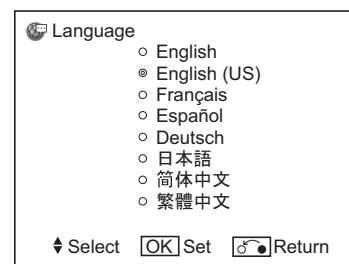 Language
English
English (US)
Français
Español
Deutsch
日本語
简体中文
繁體中文
Select OK Set Return